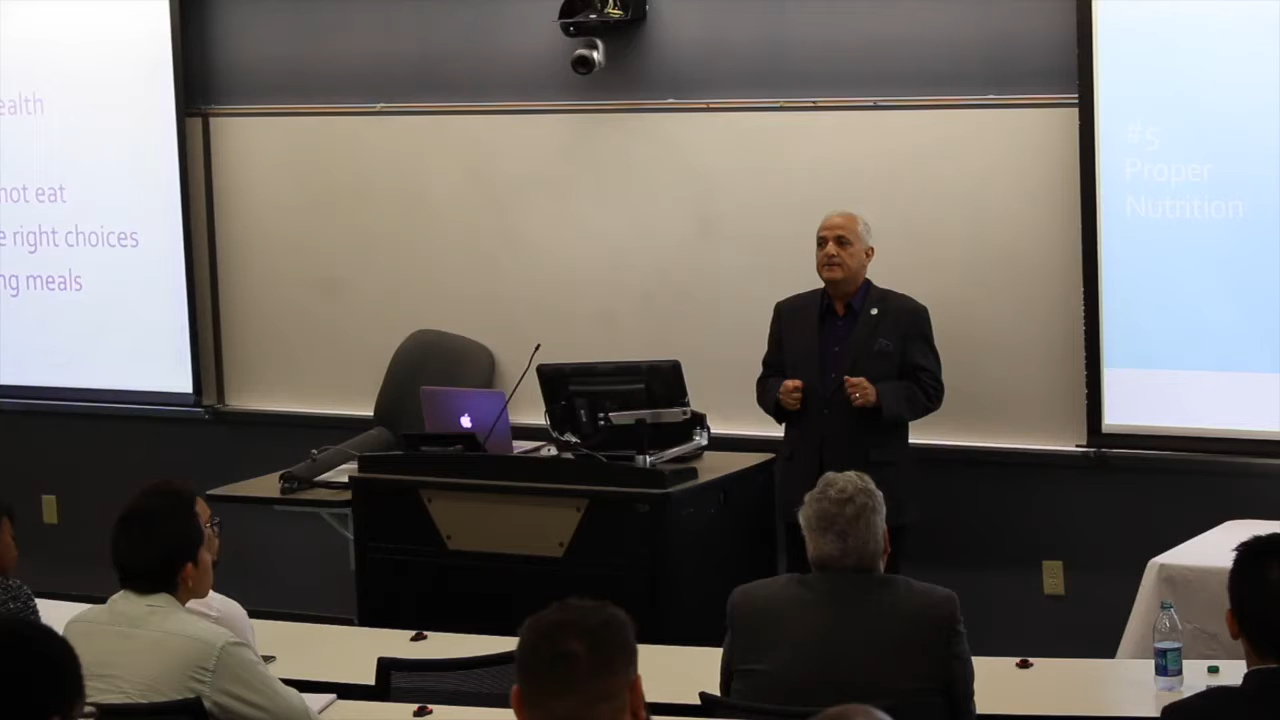 ealth
not eat
e right choices
ng meals
#5
Proper
Nutrition